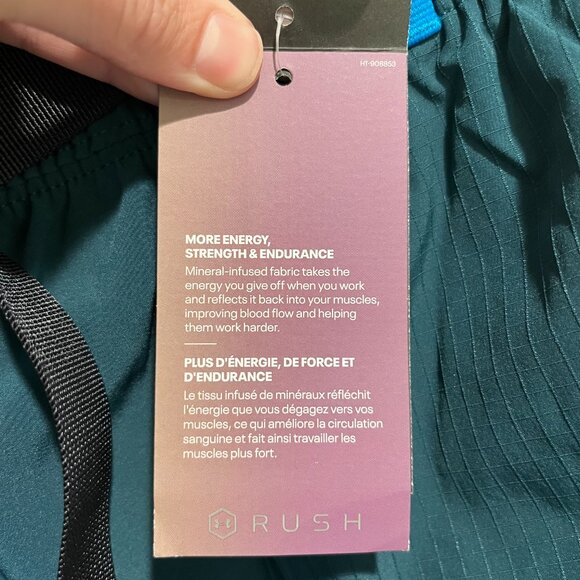 HT-908853
MORE ENERGY,
STRENGTH & ENDURANCE
Mineral-infused fabric takes the
energy you give off when you work
and reflects it back into your muscles,
improving blood flow and helping
them work harder.
PLUS D'ÉNERGIE, DE FORCE ET
D'ENDURANCE
Le tissu infusé de minéraux réfléchit
l'énergie que vous dégagez vers vos
muscles, ce qui améliore la circulation
sanguine et fait ainsi travailler les
muscles plus fort.
RUSH